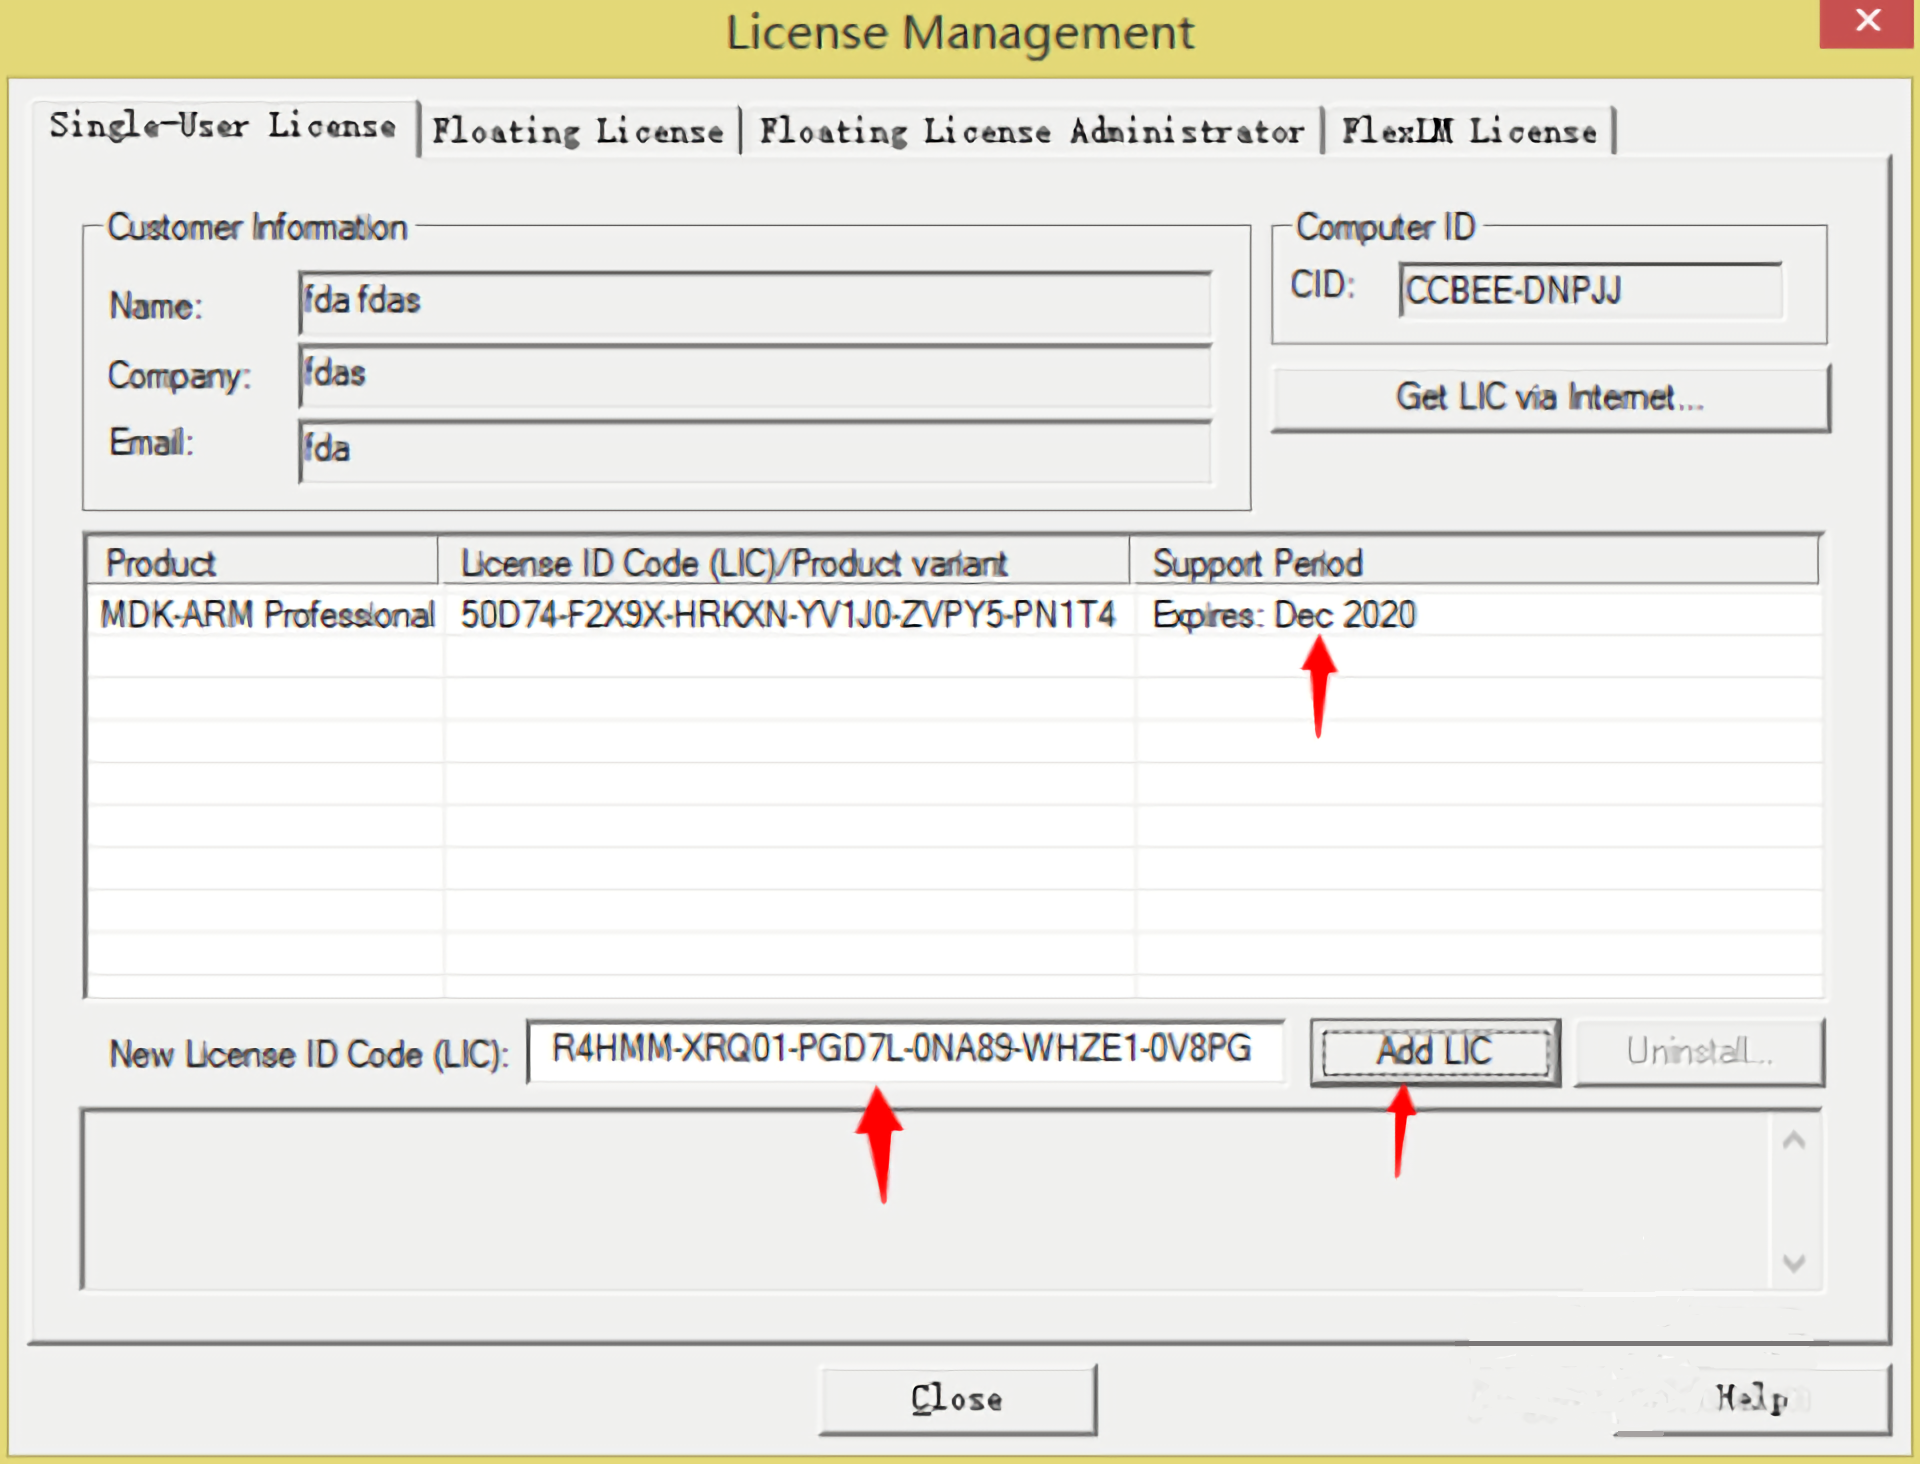 License Management
Single-User License
Floating License
Floating License Administrator
FlexLM License
Customer Information
Name: fda fdas
Company: fdas
Email: fda
Computer ID
CID: CCBEE-DNPJJ
Get LIC via Internet...
Product
License ID Code (LIC)/Product variant
Support Period
MDK-ARM Professional
50D74-F2X9X-HRKXN-YV1J0-ZVPY5-PN1T4
Expires: Dec 2020
New License ID Code (LIC): R4HMM-XRQ01-PGD7L-0NA89-WHZE1-0V8PG
Add LIC
Uninstall...
Close
Help